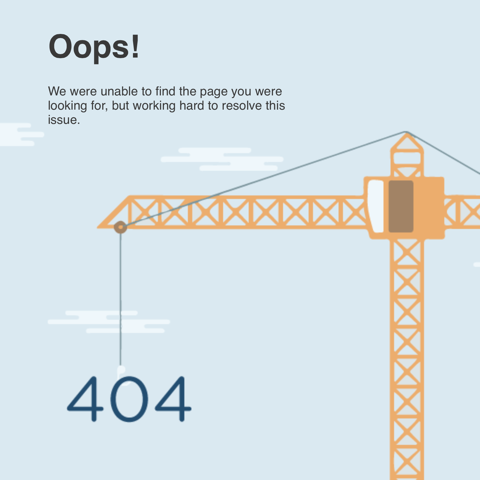 Oops!
We were unable to find the page you were
looking for, but working hard to resolve this
issue.
404